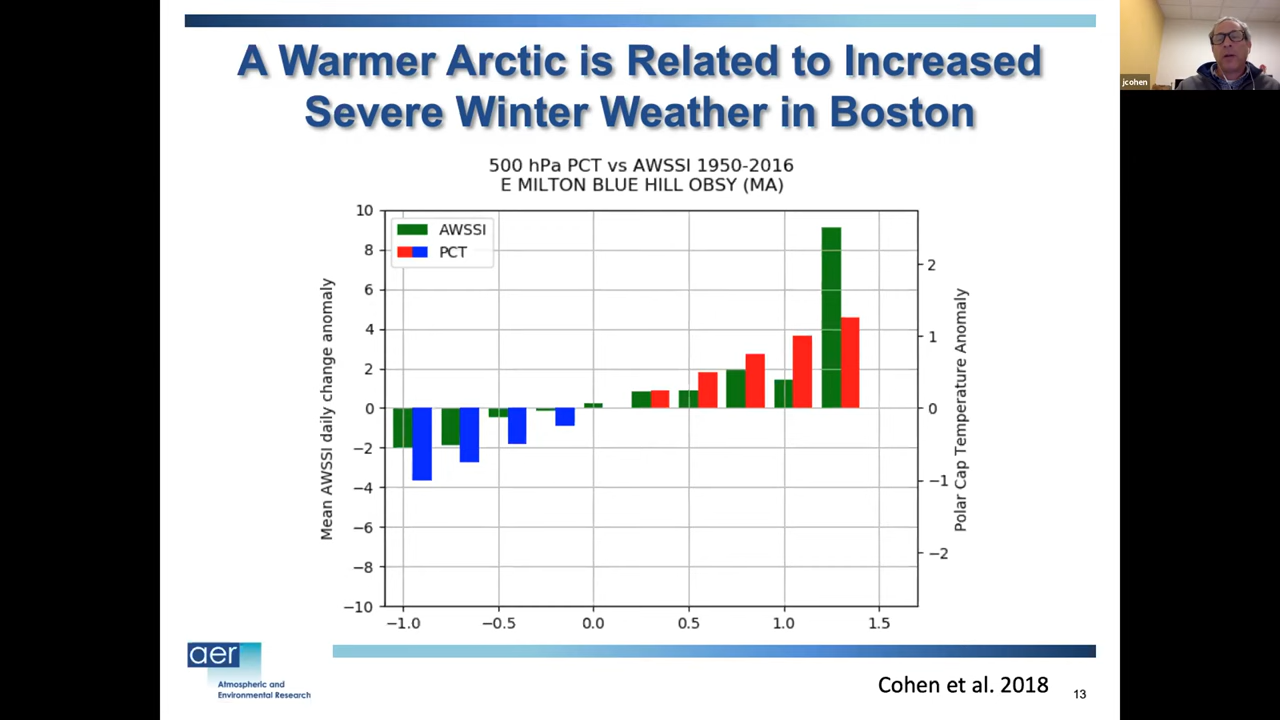 A Warmer Arctic is Related to Increased
Severe Winter Weather in Boston
jcohen
500 hPa PCT vs AWSSI 1950-2016
E MILTON BLUE HILL OBSY (MA)
AWSSI
PCT
Mean AWSSI daily change anomaly
10
8
6
4
2
0
−2
−4
−6
−8
−10
2
1
0
−1
−2
Polar Cap Temperature Anomaly
−1.0 −0.5 0.0 0.5 1.0 1.5
aer
Atmospheric and
Environmental Research
Cohen et al. 2018
13